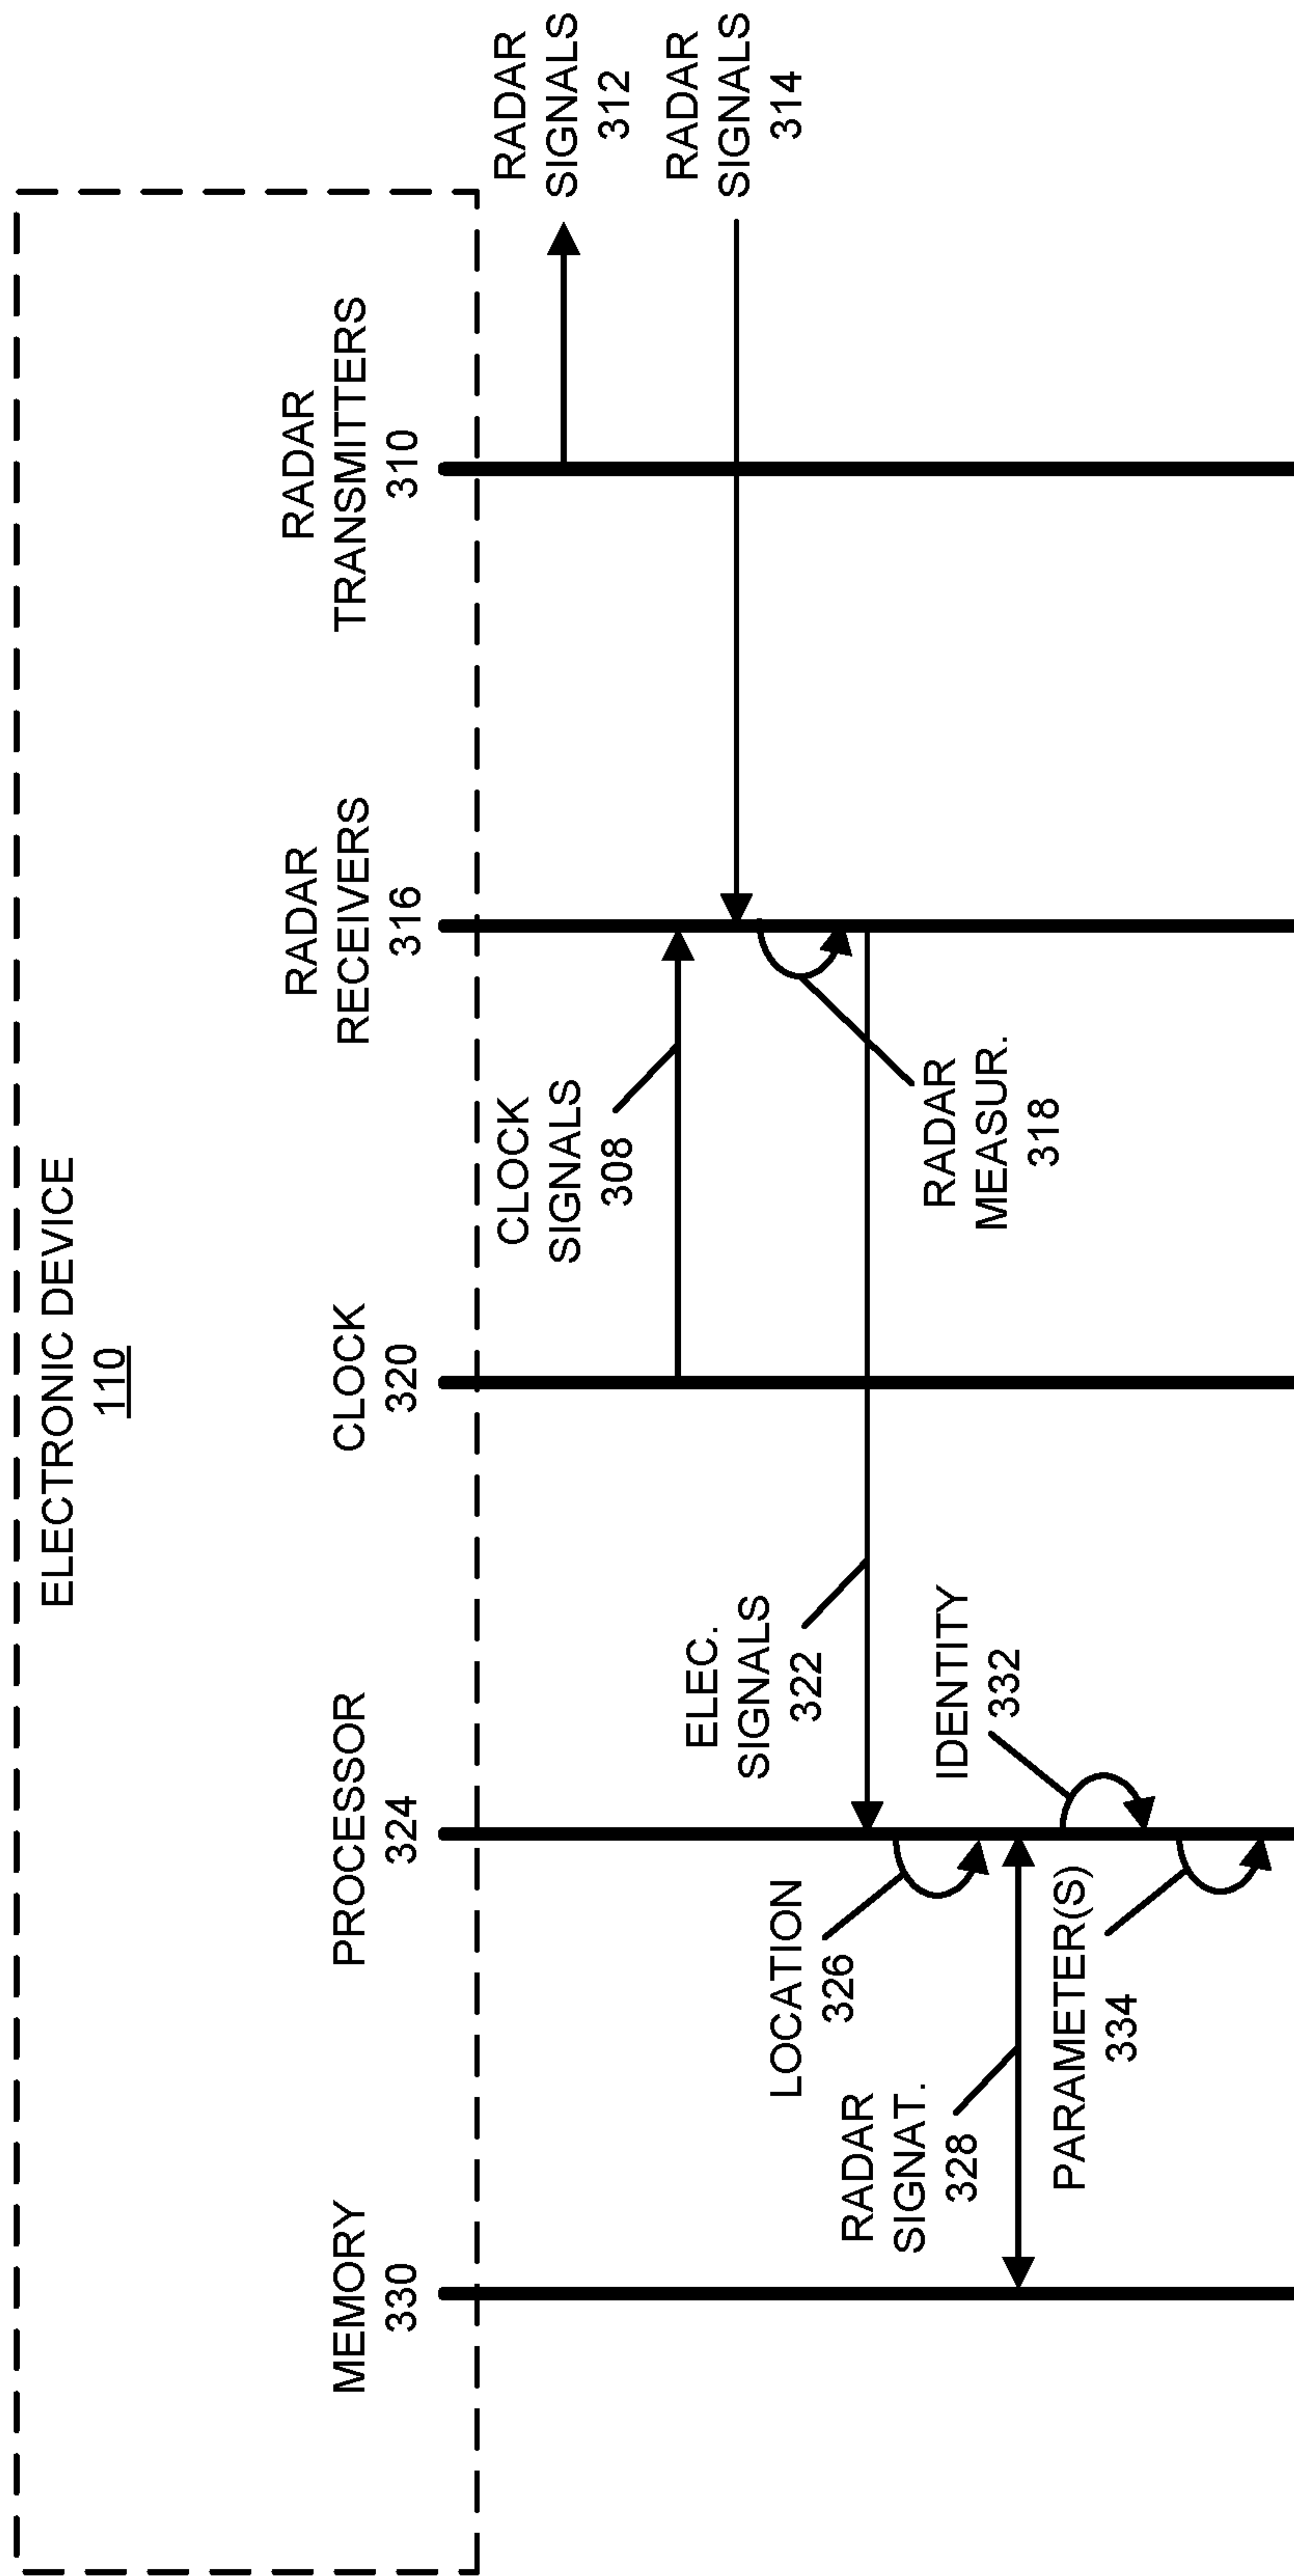 ELECTRONIC DEVICE
110
MEMORY
330
PROCESSOR
324
CLOCK
320
RADAR
RECEIVERS
316
RADAR
TRANSMITTERS
310
RADAR
SIGNALS
312
CLOCK
SIGNALS
308
RADAR
SIGNALS
314
ELEC.
SIGNALS
322
RADAR
MEASUR.
318
LOCATION
326
RADAR
SIGNAT.
328
IDENTITY
332
PARAMETER(S)
334